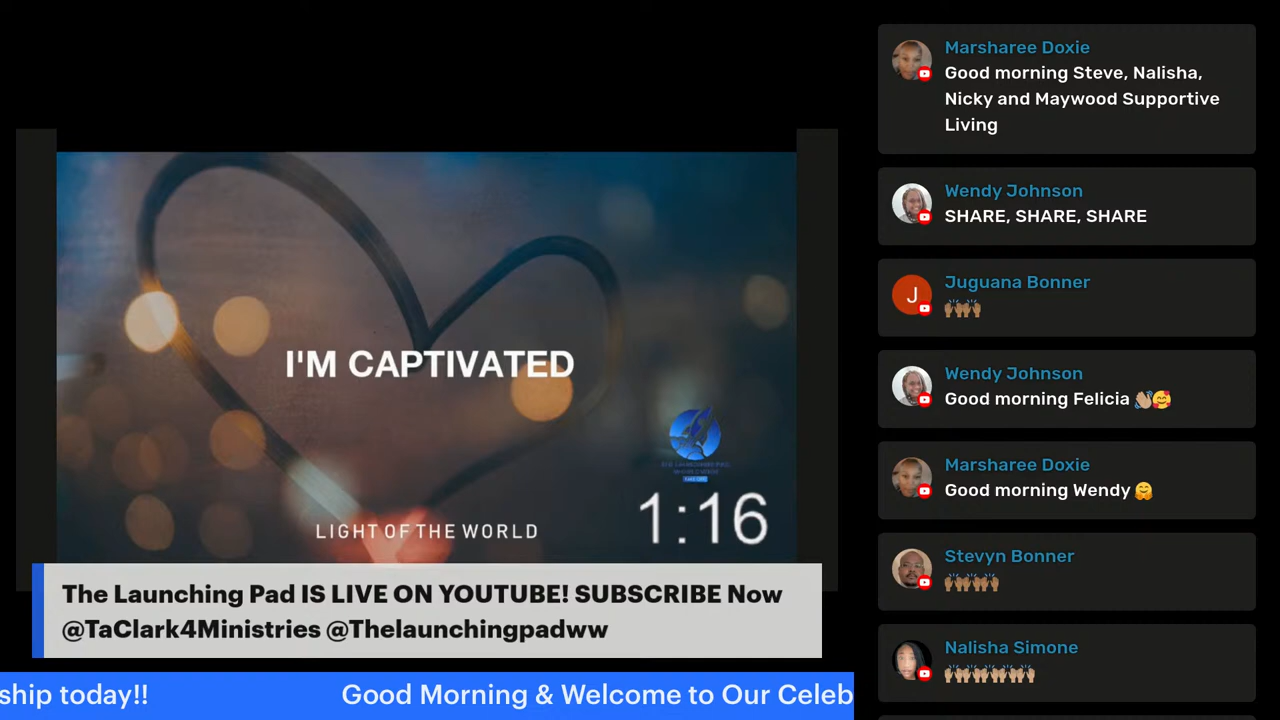 I'M CAPTIVATED
LIGHT OF THE WORLD
1:16
The Launching Pad IS LIVE ON YOUTUBE! SUBSCRIBE Now
@TaClark4Ministries @Thelaunchingpadww
ship today!! Good Morning & Welcome to Our Celeb
Marsharee Doxie
Good morning Steve, Nalisha,
Nicky and Maywood Supportive
Living
Wendy Johnson
SHARE, SHARE, SHARE
J
Juguana Bonner
🙌🏽🙌🏽
Wendy Johnson
Good morning Felicia 👋🏽🥰
Marsharee Doxie
Good morning Wendy 🤗
Stevyn Bonner
🙌🏽🙌🏽🙌🏽
Nalisha Simone
🙌🏼🙌🏼🙌🏼🙌🏼🙌🏼